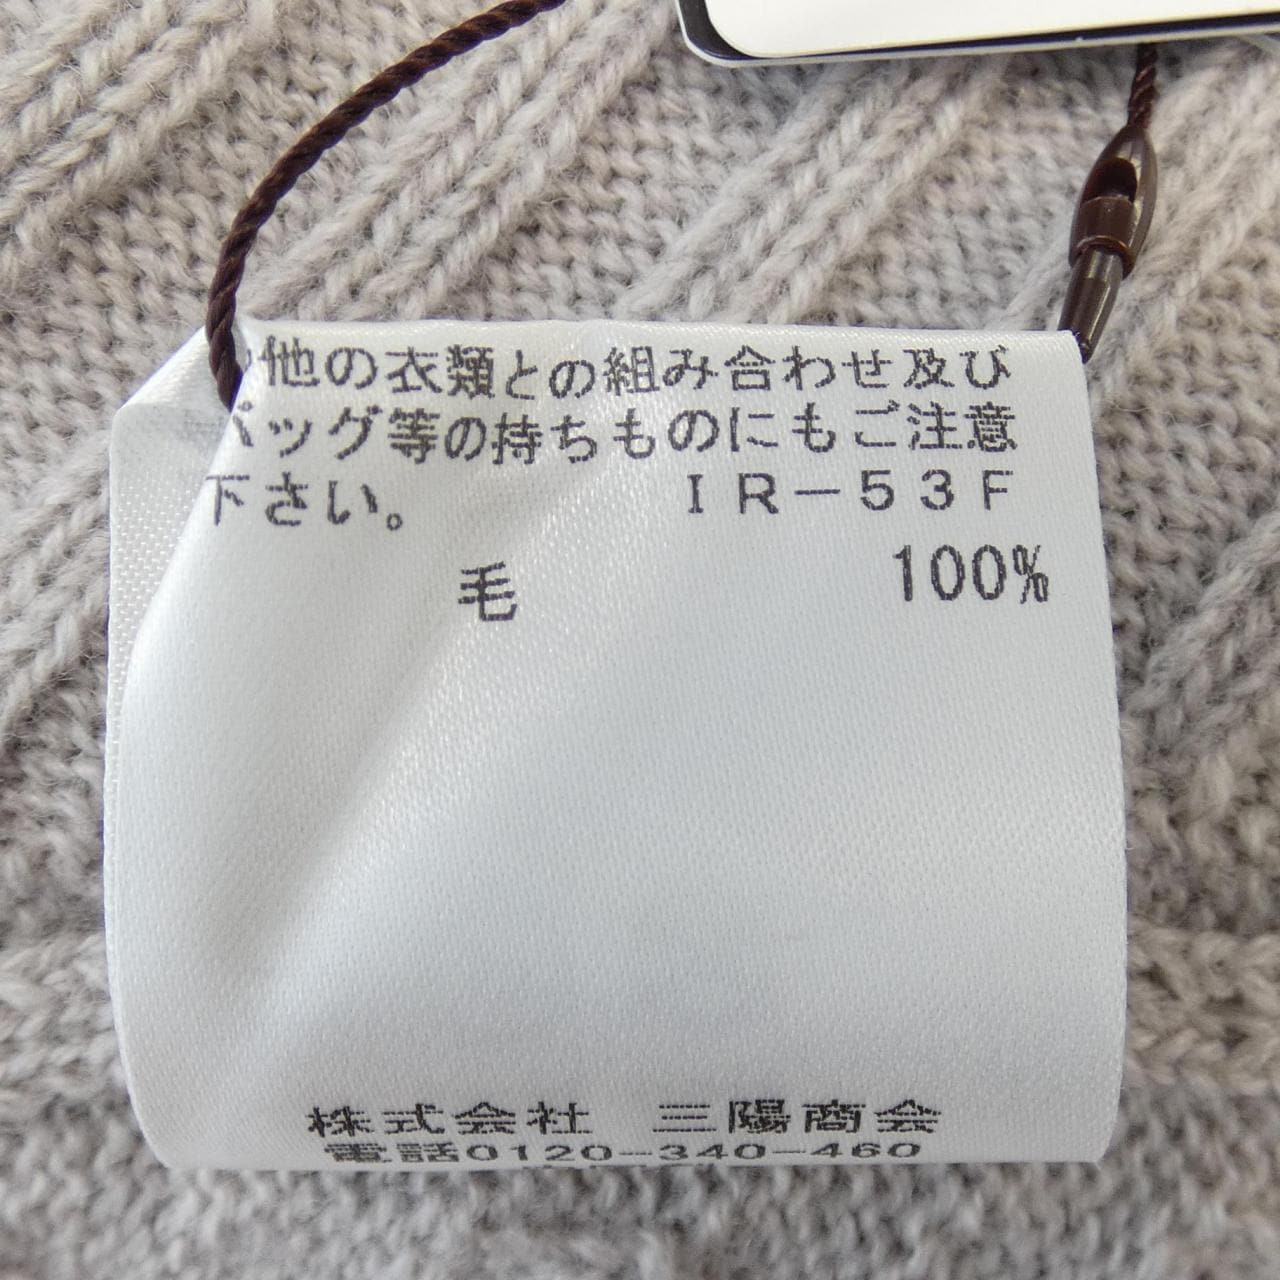 他の衣類との組み合わせ及び
バッグ等の持ちものにもご注意
下さい。 ＩＲ－５３Ｆ
毛 100%
株式会社 三陽商会
電話0120-340-460